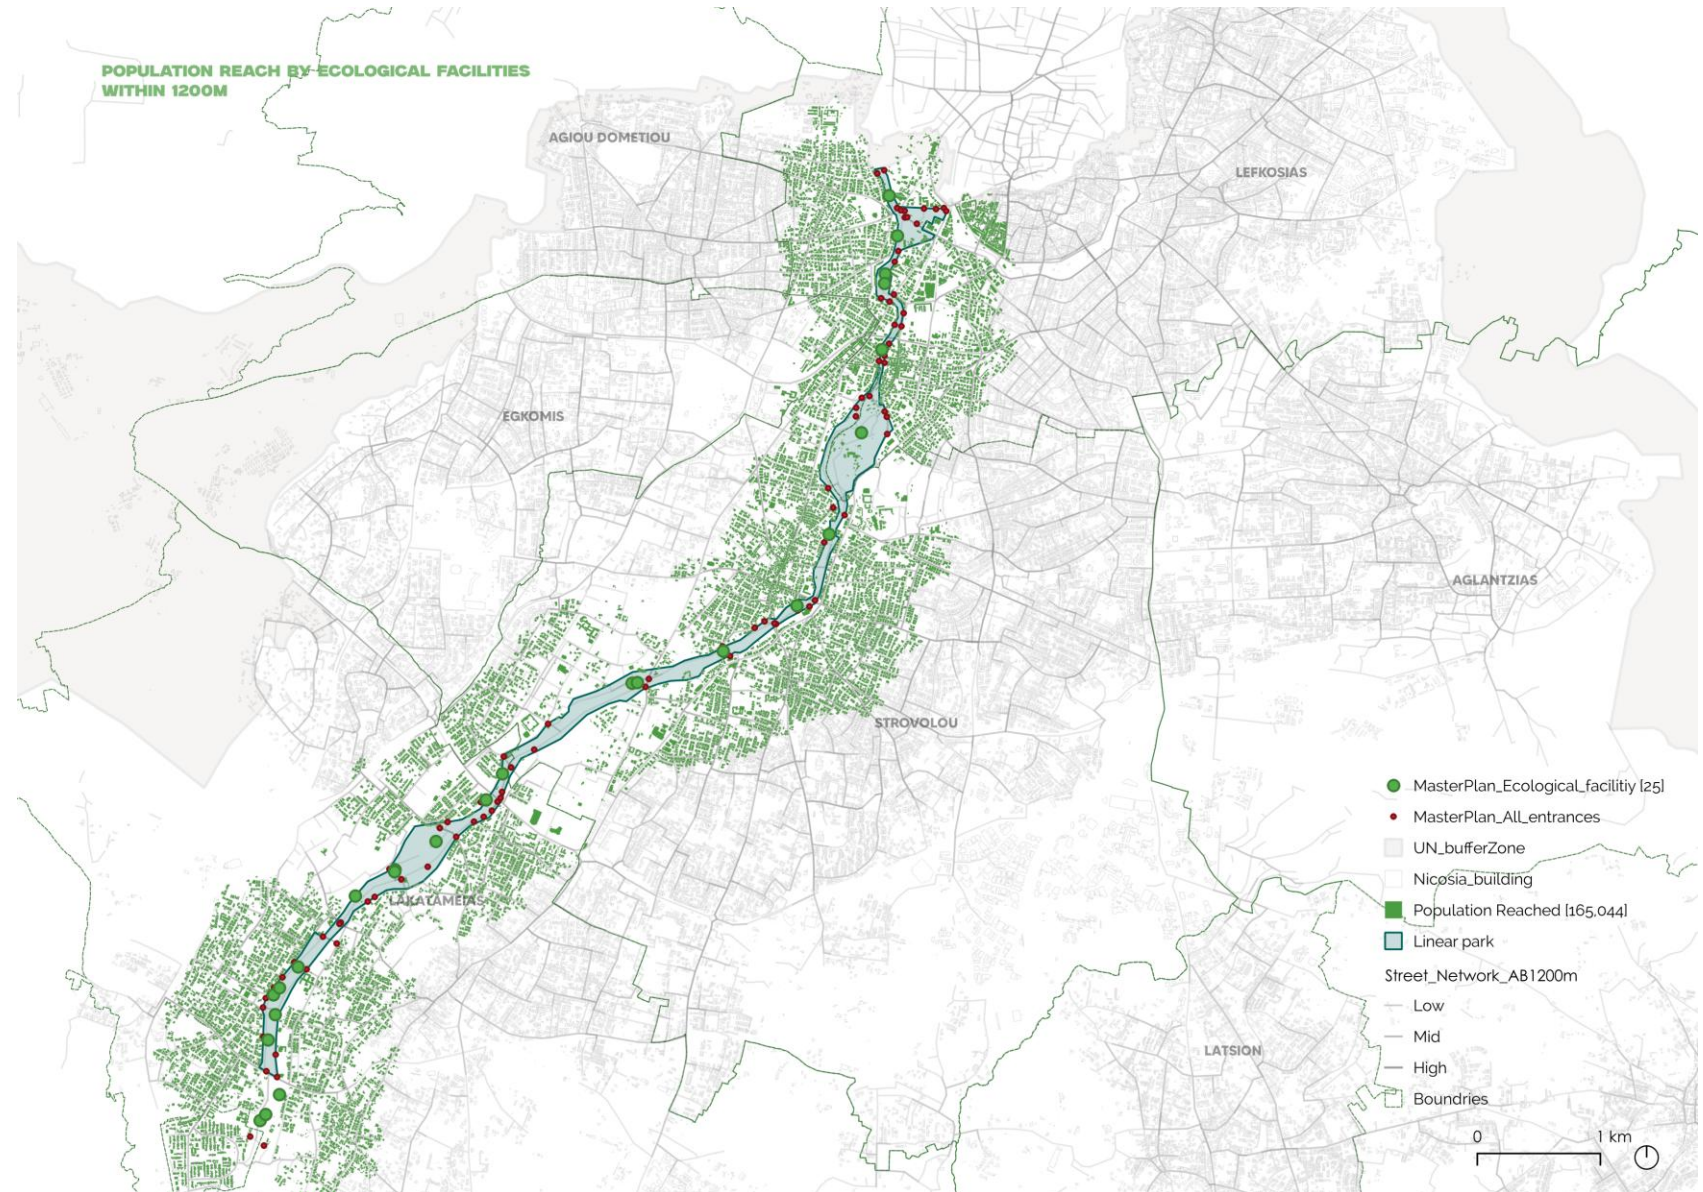 POPULATION REACH BY ECOLOGICAL FACILITIES
WITHIN 1200M
AGIOU DOMETIOU
LEFKOSIAS
EGKOMIS
AGLANTZIAS
STROVOLOU
LAKATAMEIAS
LATSION
MasterPlan_Ecological_facilitiy [25]
MasterPlan_All_entrances
UN_bufferZone
Nicosia_building
Population Reached [165,044]
Linear park
Street_Network_AB1200m
Low
Mid
High
Boundries
0 1 km